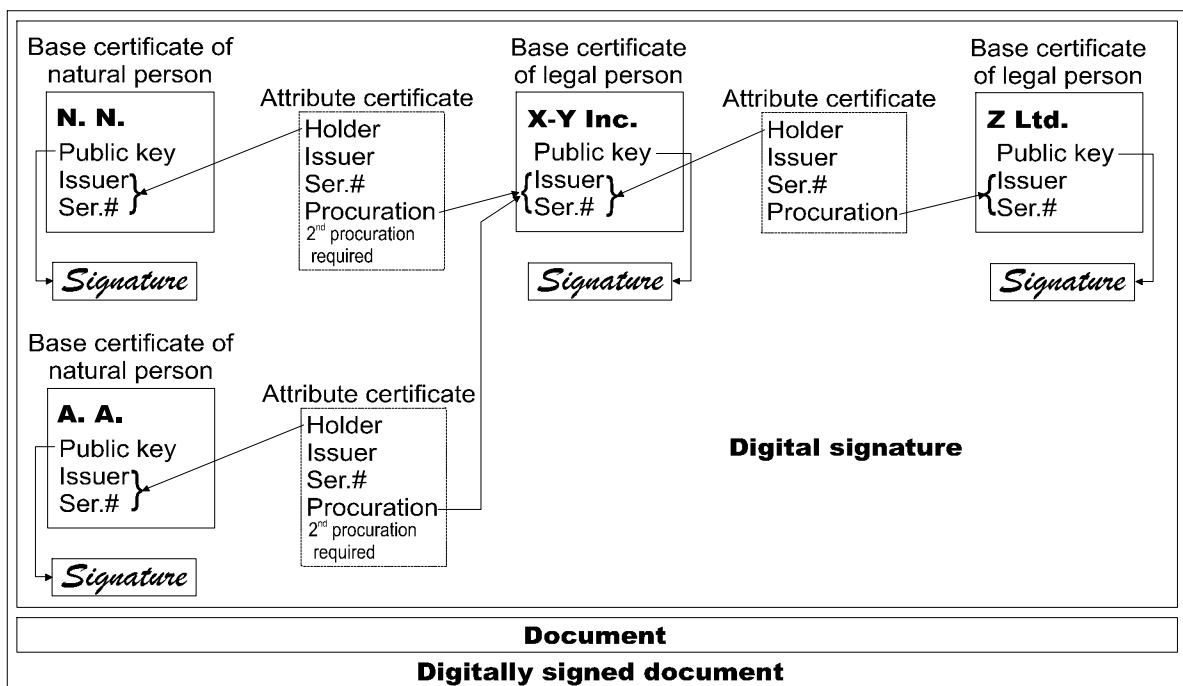 Base certificate of
natural person
N. N.
Public key
Issuer
Ser.#
Signature
Attribute certificate
Holder
Issuer
Ser.#
Procuration
2nd procuration
required
Base certificate
of legal person
X-Y Inc.
Public key
Issuer
Ser.#
Signature
Attribute certificate
Holder
Issuer
Ser.#
Procuration
Base certificate
of legal person
Z Ltd.
Public key
Issuer
Ser.#
Signature
Base certificate of
natural person
A. A.
Public key
Issuer
Ser.#
Signature
Attribute certificate
Holder
Issuer
Ser.#
Procuration
2nd procuration
required
Digital signature
Document
Digitally signed document